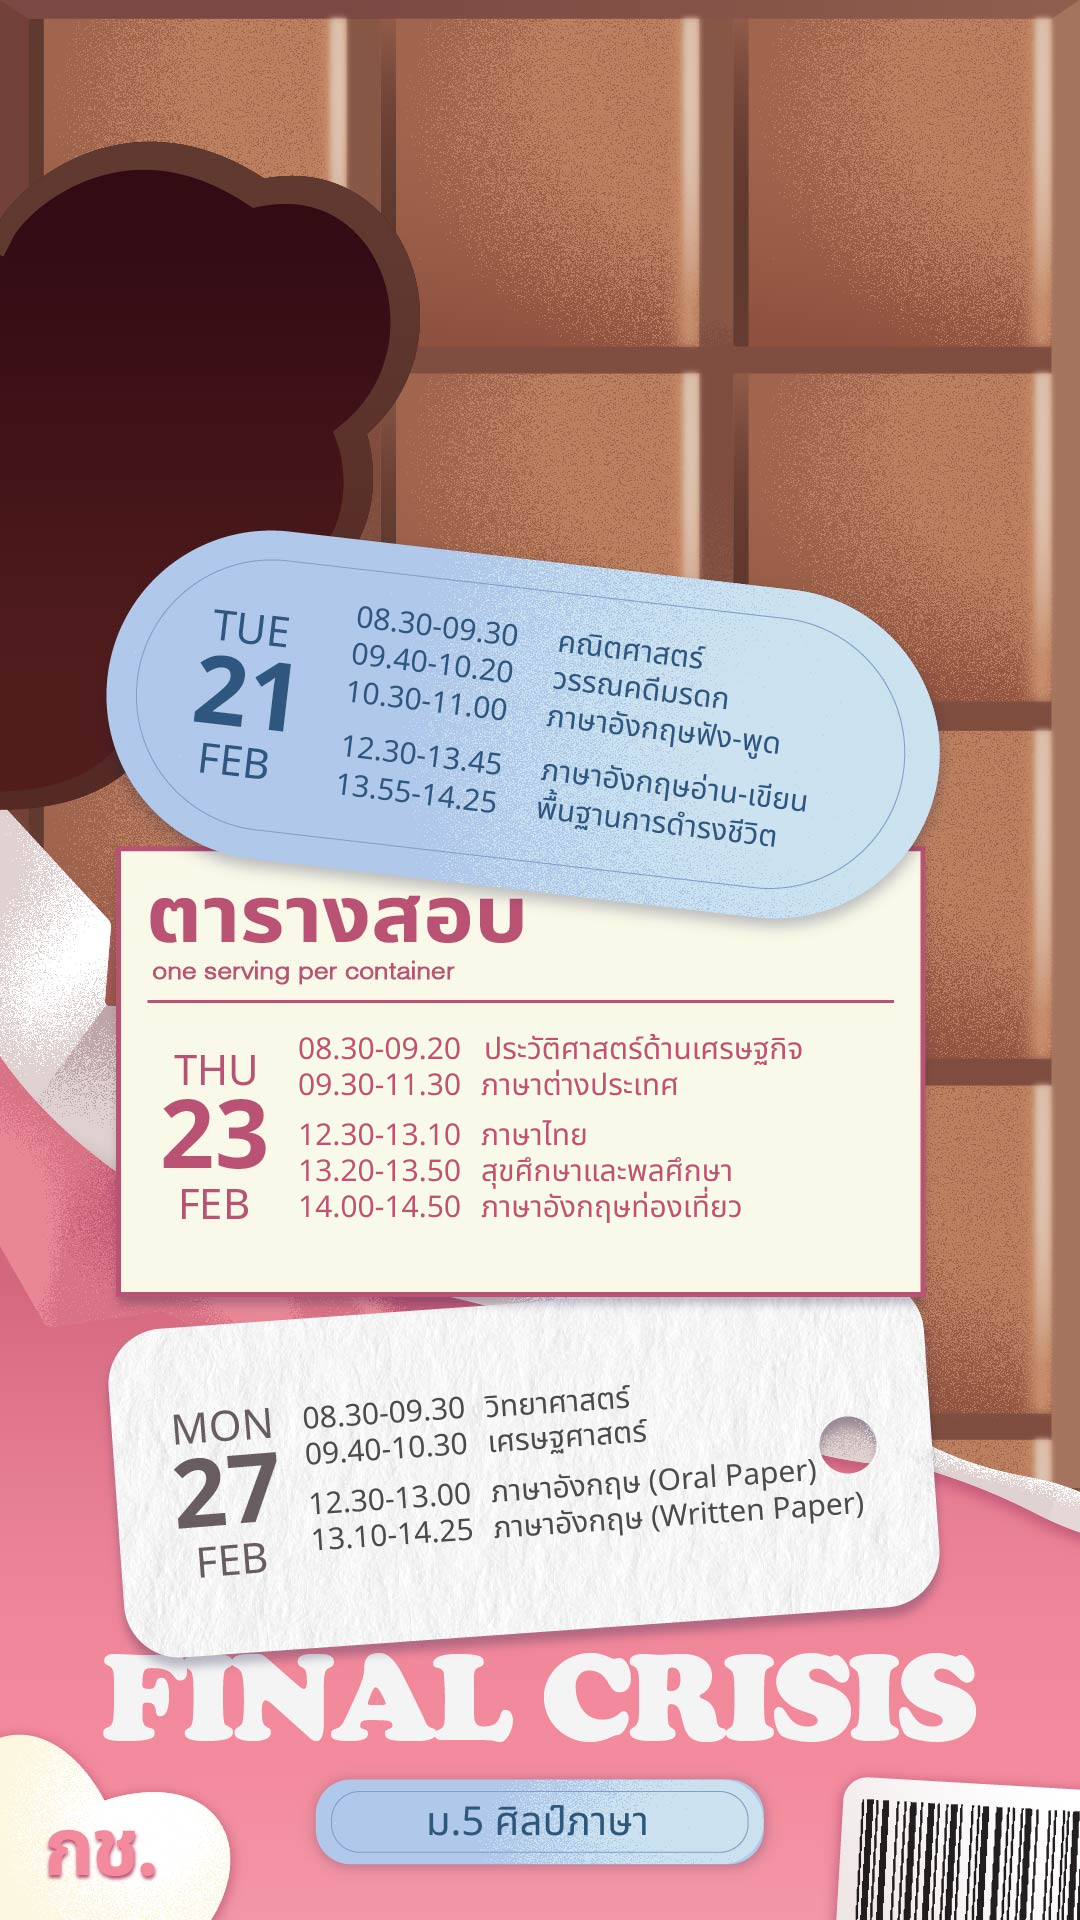 TUE
21
FEB
08.30-09.30 คณิตศาสตร์
09.40-10.20 วรรณคดีมรดก
10.30-11.00 ภาษาอังกฤษฟัง-พูด
12.30-13.45 ภาษาอังกฤษอ่าน-เขียน
13.55-14.25 พื้นฐานการดำรงชีวิต
ตารางสอบ
one serving per container
THU
23
FEB
08.30-09.20 ประวัติศาสตร์ด้านเศรษฐกิจ
09.30-11.30 ภาษาต่างประเทศ
12.30-13.10 ภาษาไทย
13.20-13.50 สุขศึกษาและพลศึกษา
14.00-14.50 ภาษาอังกฤษท่องเที่ยว
MON
27
FEB
08.30-09.30 วิทยาศาสตร์
09.40-10.30 เศรษฐศาสตร์
12.30-13.00 ภาษาอังกฤษ (Oral Paper)
13.10-14.25 ภาษาอังกฤษ (Written Paper)
FINAL CRISIS
ม.5 ศิลป์ภาษา
กช.